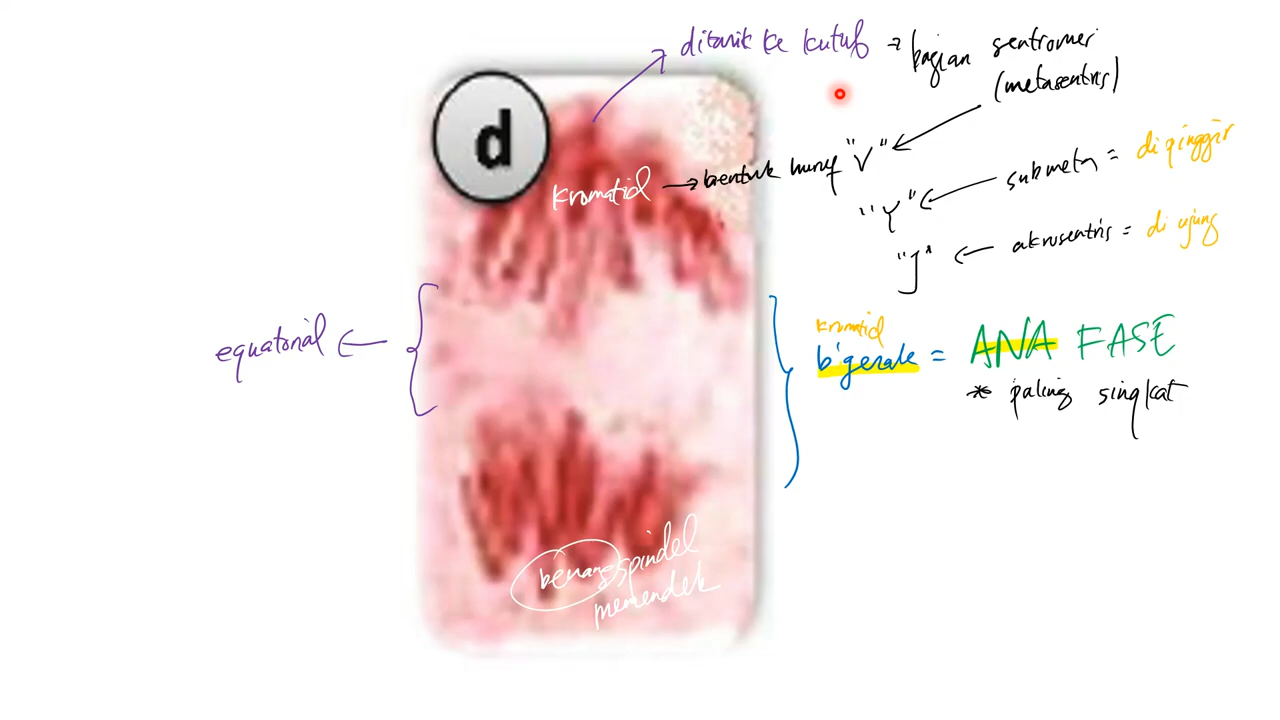 ditarik ke kutub → bagian sentromer
(metasentris)
d
kromatid → bentuk huruf "V"
"Y" ← submeta = dipinggir
"J" ← akrosentris = di ujung
equatorial ←
kromatid
b'gerak = ANA FASE
* paling singkat
benang spindel
memendek